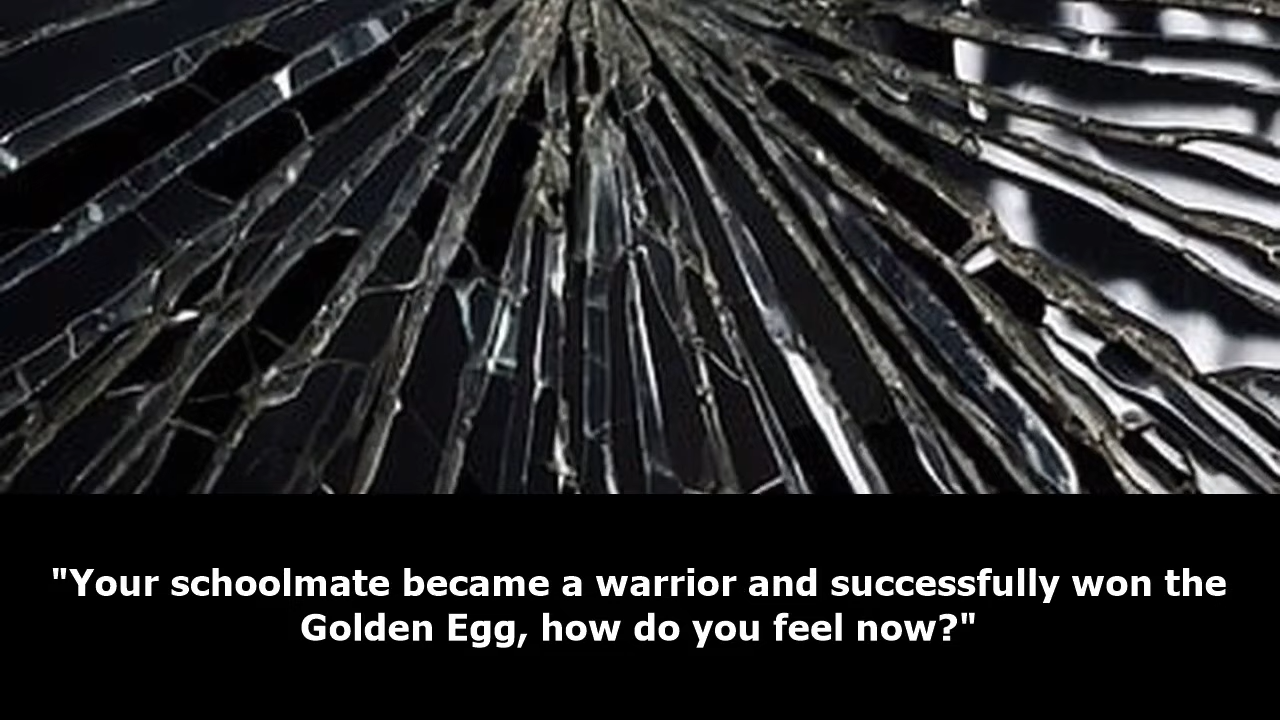 "Your schoolmate became a warrior and successfully won the
Golden Egg, how do you feel now?"